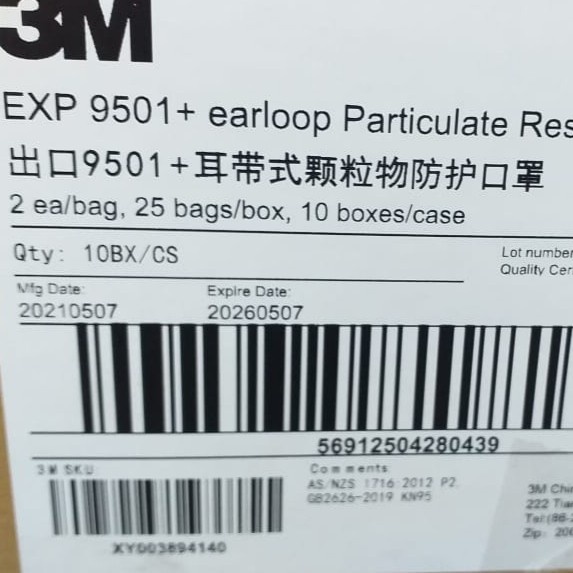 3M
EXP 9501+ earloop Particulate Res
出口9501+耳带式颗粒物防护口罩
2 ea/bag, 25 bags/box, 10 boxes/case
Qty: 10BX/CS
Lot number
Quality Cer
Mfg Date: Expire Date:
20210507 20260507
56912504280439
3M SKU
Comments
AS/NZS 1716:2012 P2
GB2626-2019 KN95
XY003894140
3M Chi
222 Tia
Tel:(86-2
Zip: 200